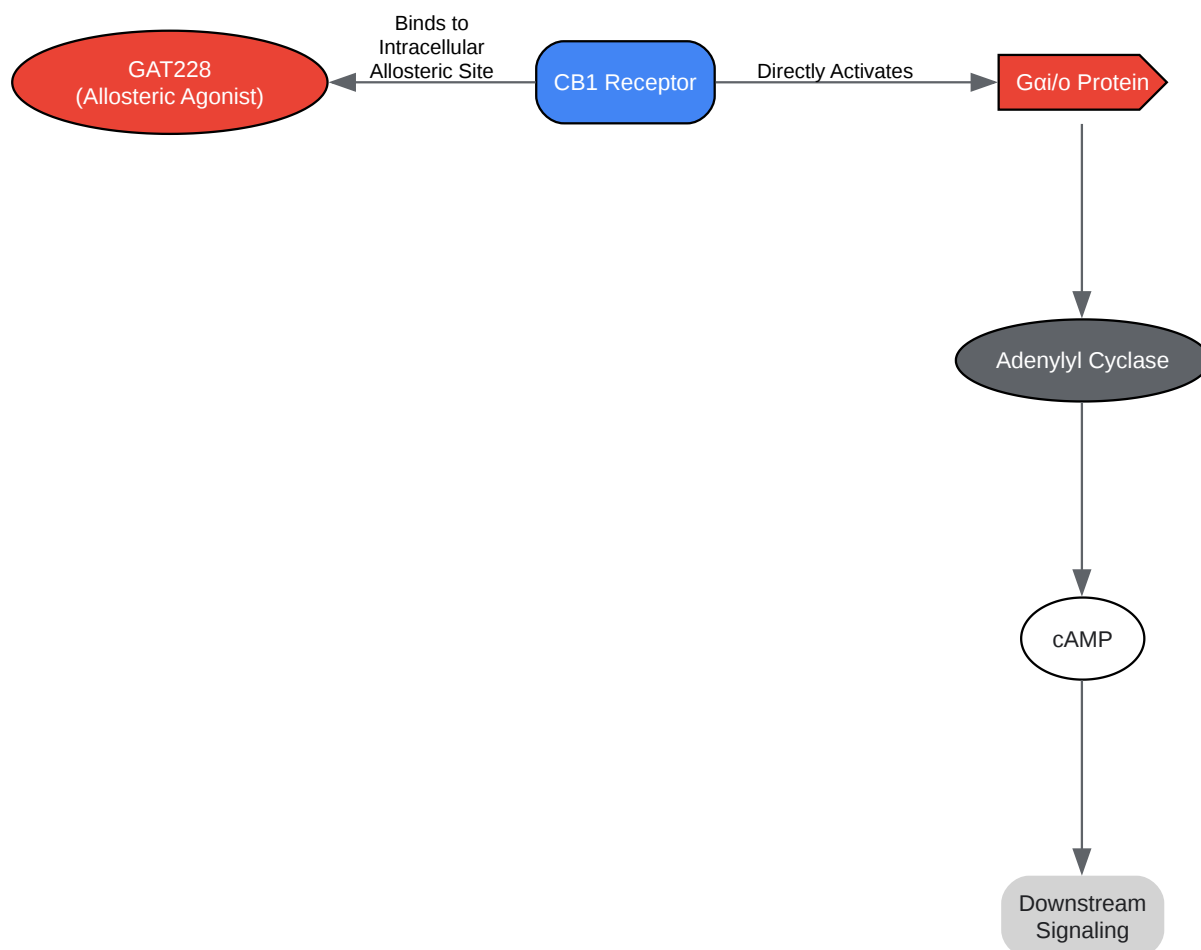 Binds to
Intracellular
Allosteric Site
GAT228
(Allosteric Agonist)
CB1 Receptor
Directly Activates
Gαi/o Protein
Adenylyl Cyclase
cAMP
Downstream
Signaling